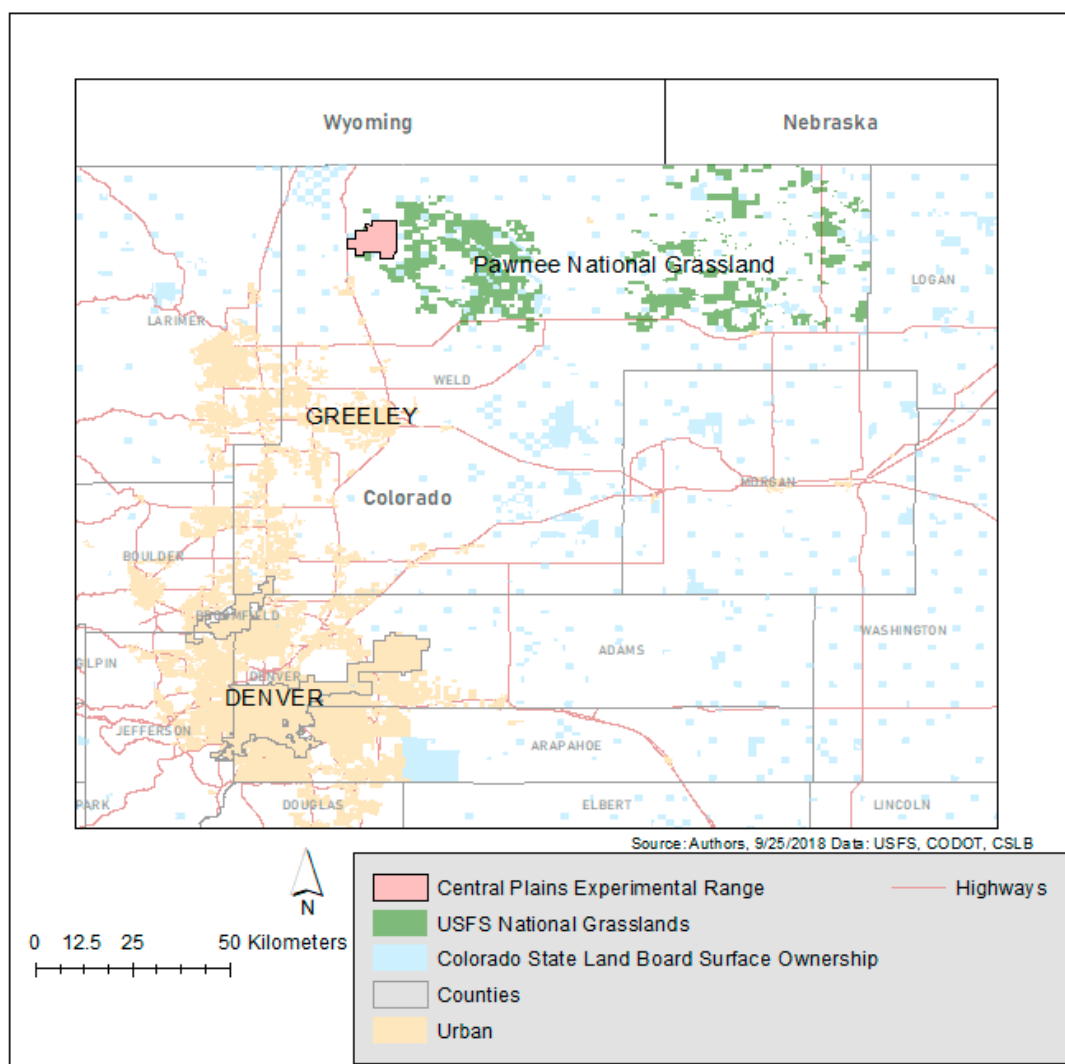 Wyoming
Nebraska
Pawnee National Grassland
LOGAN
LARIMER
WELD
GREELEY
MORGAN
Colorado
BOULDER
BROOMFIELD
WASHINGTON
ADAMS
GILPIN
DENVER
DENVER
JEFFERSON
ARAPAHOE
PARK
DOUGLAS
ELBERT
LINCOLN
Source: Authors, 9/25/2018 Data: USFS, CODOT, CSLB
N
0 12.5 25 50 Kilometers
Central Plains Experimental Range
Highways
USFS National Grasslands
Colorado State Land Board Surface Ownership
Counties
Urban